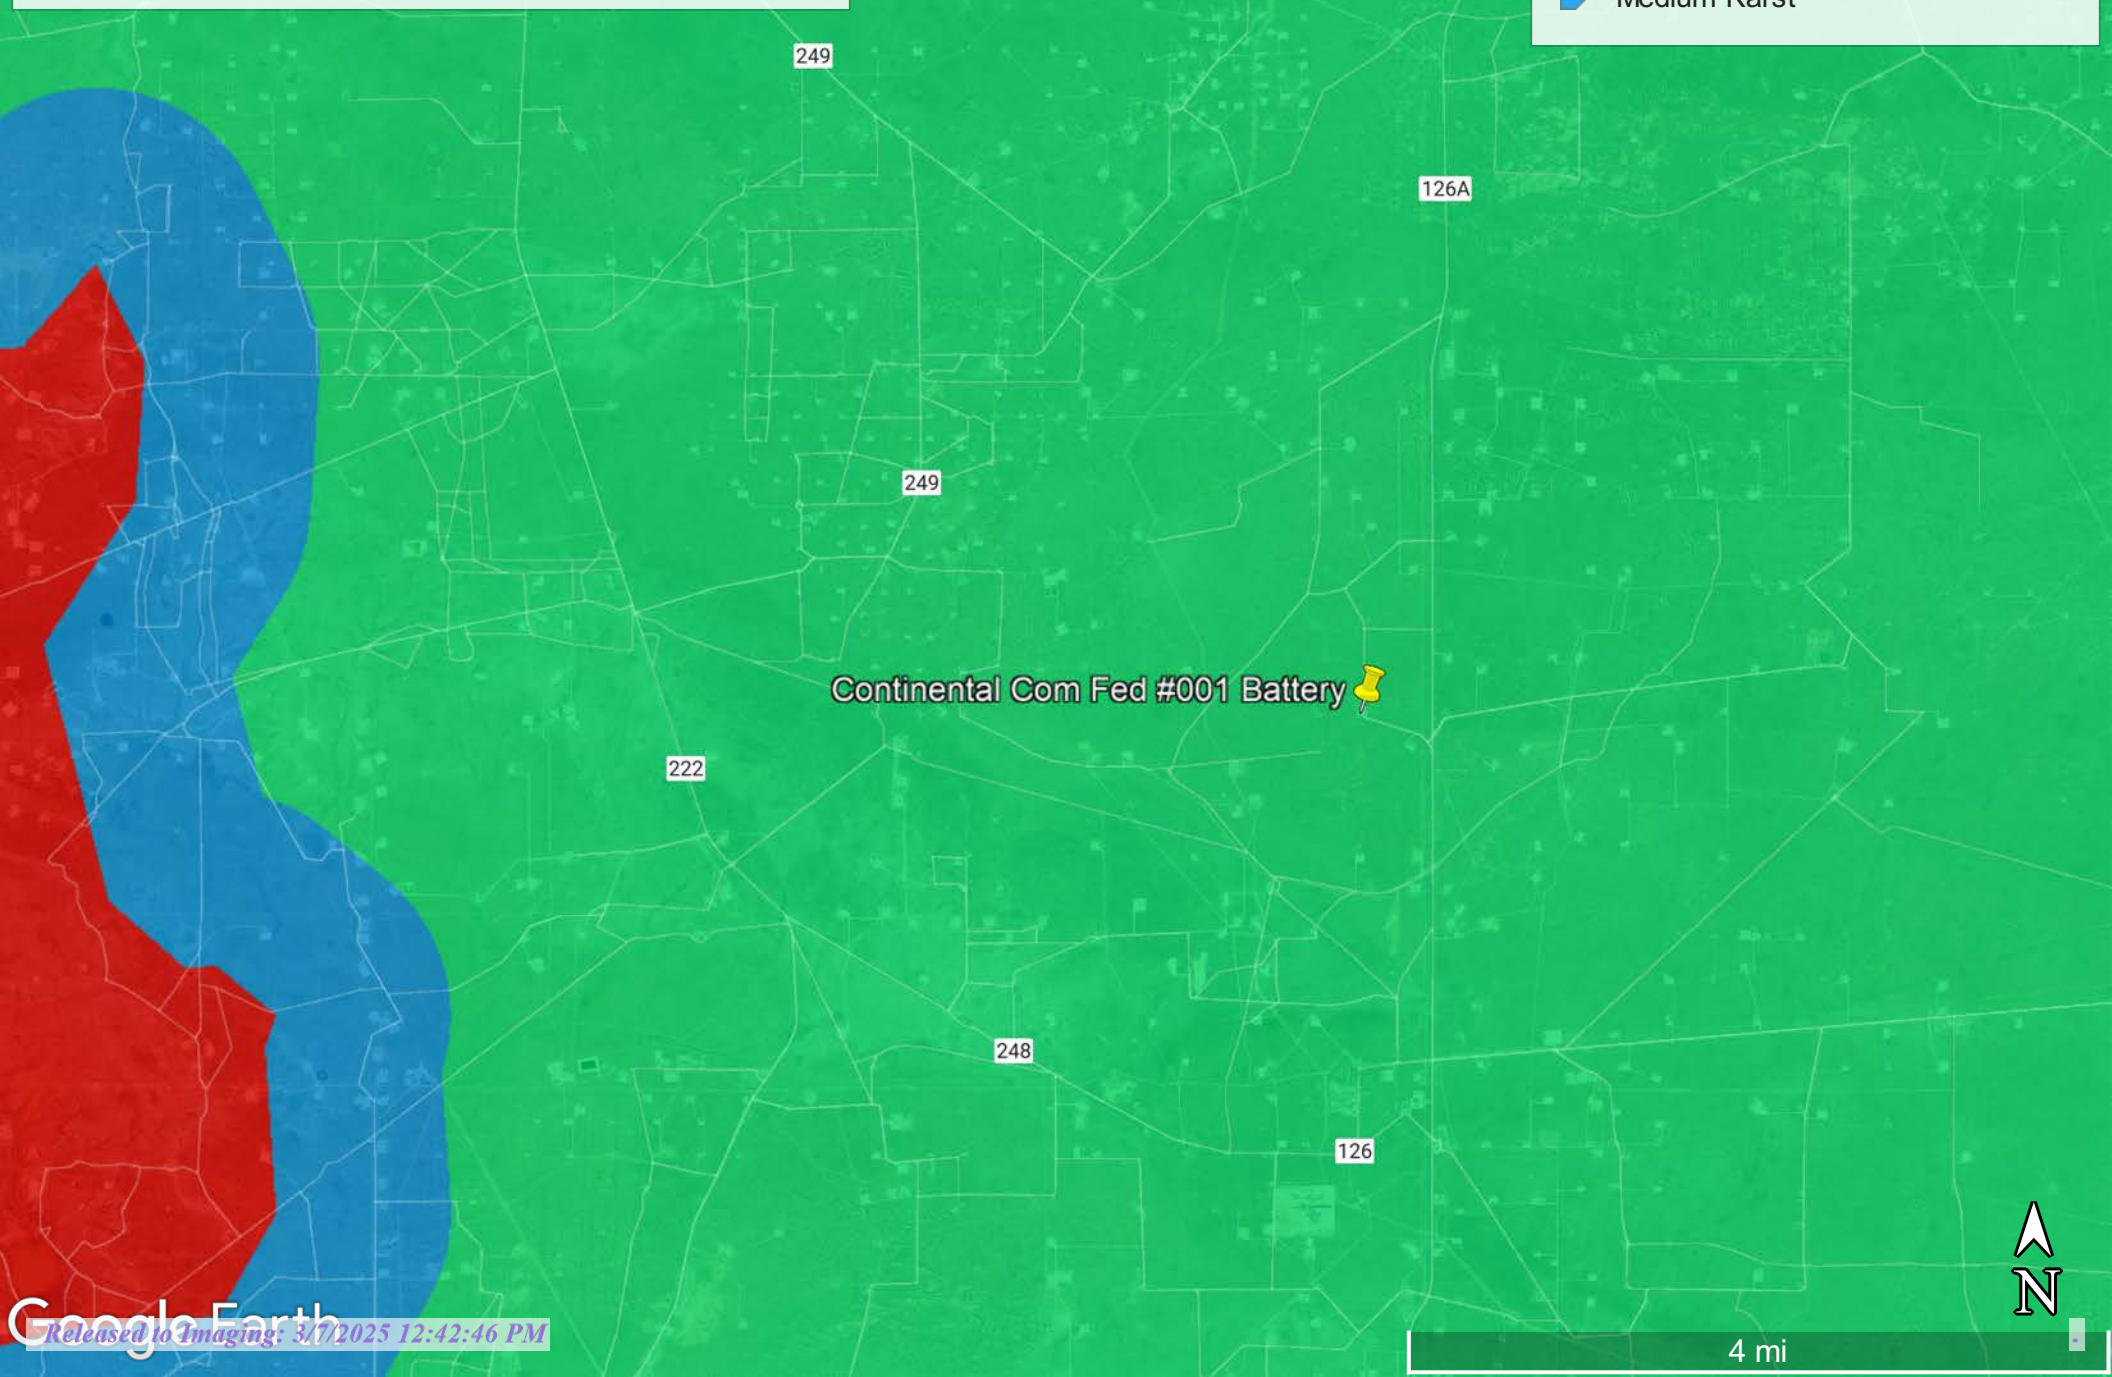 Medium Karst
249
126A
249
Continental Com Fed #001 Battery
222
248
126
N
Google Earth
Released to Imaging: 3/7/2025 12:42:46 PM
4 mi